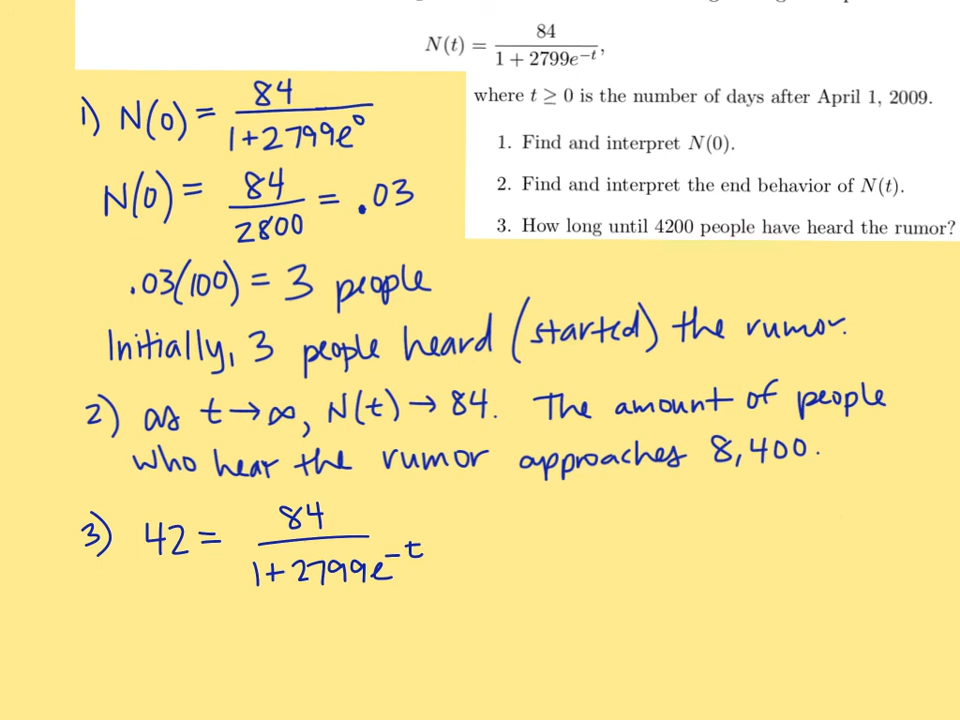 N(t) = 84 / (1 + 2799e^{-t}),
where t ≥ 0 is the number of days after April 1, 2009.
1. Find and interpret N(0).
2. Find and interpret the end behavior of N(t).
3. How long until 4200 people have heard the rumor?
1) N(0) = 84 / (1+2799e^0)
N(0) = 84 / 2800 = .03
.03(100) = 3 people
Initially, 3 people heard (started) the rumor.
2) as t→∞, N(t)→84. The amount of people
who hear the rumor approaches 8,400.
3) 42 = 84 / (1+2799e^{-t})